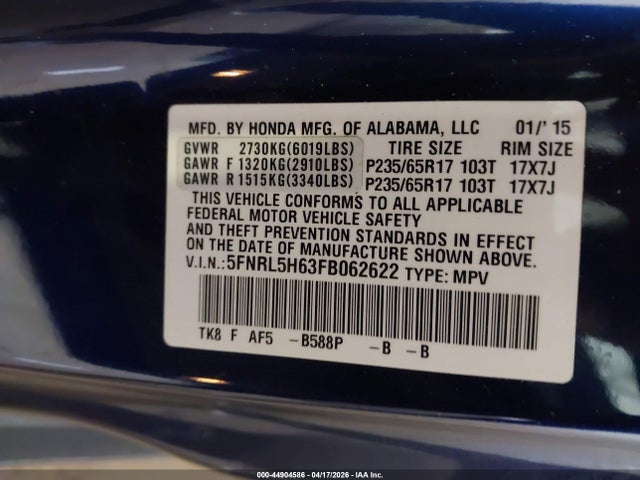 MFD. BY HONDA MFG. OF ALABAMA, LLC 01/' 15
GVWR 2730KG(6019LBS) TIRE SIZE RIM SIZE
GAWR F 1320KG(2910LBS) P235/65R17 103T 17X7J
GAWR R 1515KG(3340LBS) P235/65R17 103T 17X7J
THIS VEHICLE CONFORMS TO ALL APPLICABLE
FEDERAL MOTOR VEHICLE SAFETY
AND THEFT PREVENTION STANDARDS IN EFFECT
ON THE DATE OF MANUFACTURE SHOWN ABOVE.
V.I.N.:5FNRL5H63FB062622 TYPE: MPV
TK8 F AF5 -B588P -B -B
000-44904586 - 04/17/2026 - IAA Inc.